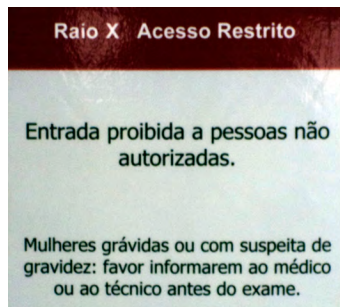 Raio X Acesso Restrito
Entrada proibida a pessoas não
autorizadas.
Mulheres grávidas ou com suspeita de
gravidez: favor informarem ao médico
ou ao técnico antes do exame.